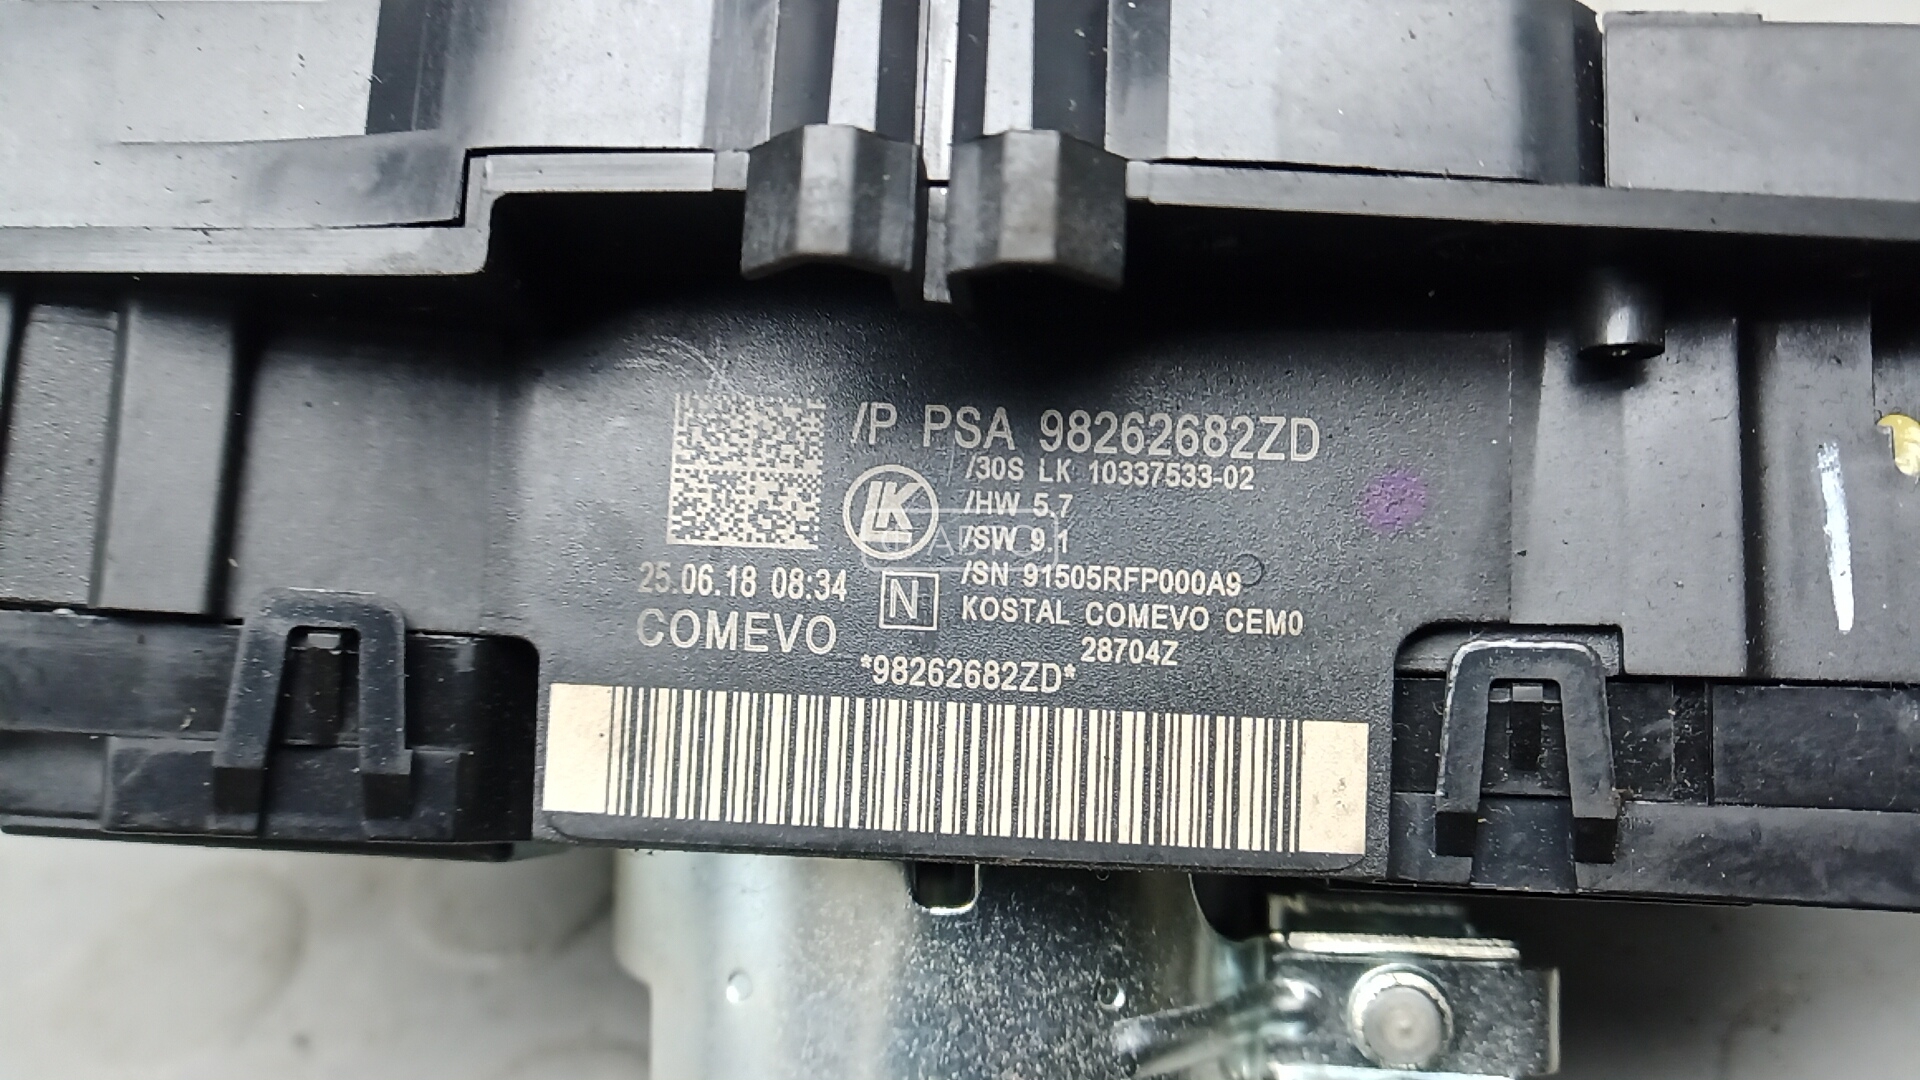 /P PSA 98262682ZD
/30S LK 10337533-02
LK
/HW 5.7
/SW 9.1
25.06.18 08:34
N
/SN 91505RFP000A9
COMEVO
KOSTAL COMEVO CEM0
28704Z
*98262682ZD*